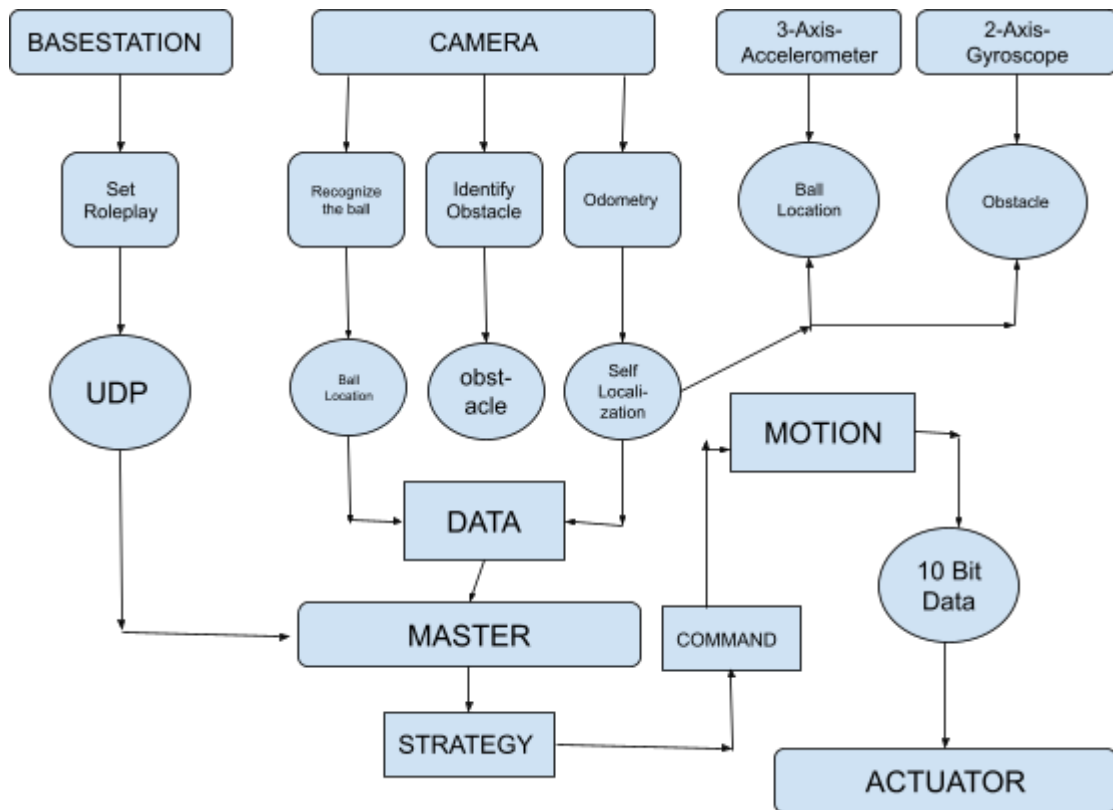 BASESTATION
CAMERA
3-Axis-
Accelerometer
2-Axis-
Gyroscope
Set
Roleplay
Recognize
the ball
Identify
Obstacle
Odometry
Ball
Location
Obstacle
UDP
Ball
Location
obst-
acle
Self
Locali-
zation
MOTION
DATA
10 Bit
Data
MASTER
COMMAND
STRATEGY
ACTUATOR